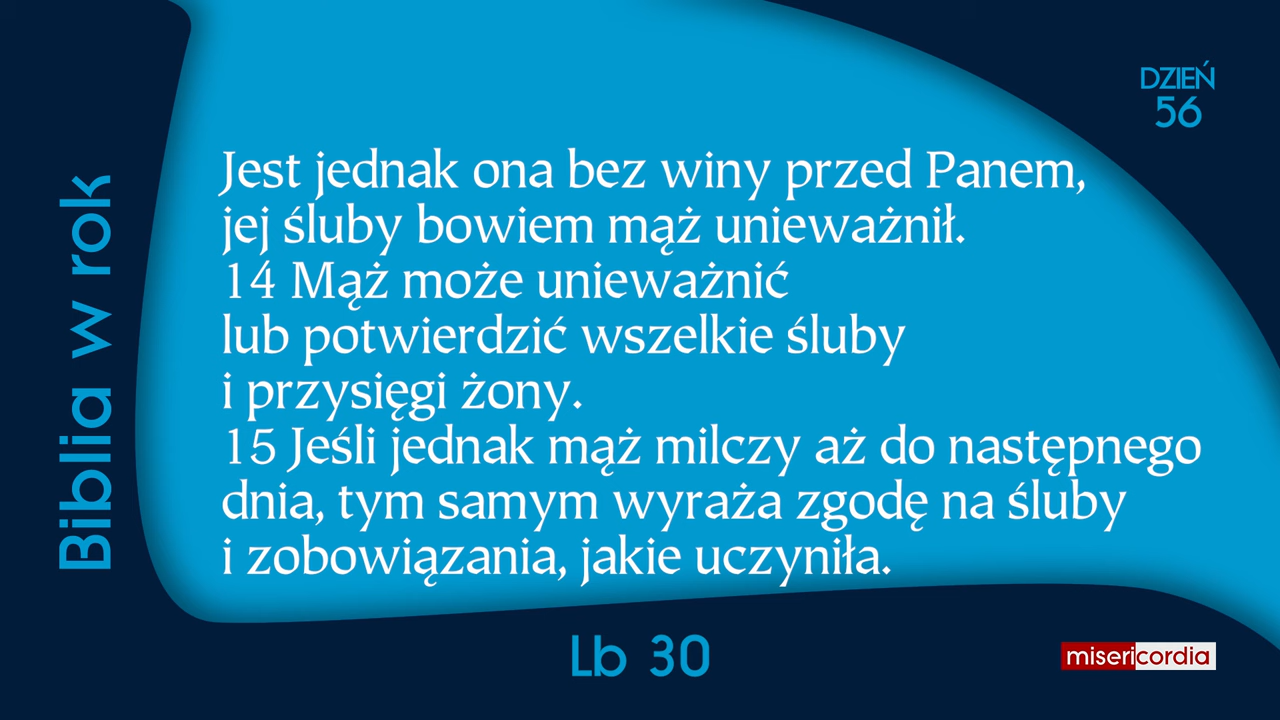 DZIEŃ
56
Biblia w rok
Jest jednak ona bez winy przed Panem,
jej śluby bowiem mąż unieważnił.
14 Mąż może unieważnić
lub potwierdzić wszelkie śluby
i przysięgi żony.
15 Jeśli jednak mąż milczy aż do następnego
dnia, tym samym wyraża zgodę na śluby
i zobowiązania, jakie uczyniła.
Lb 30
misericordia